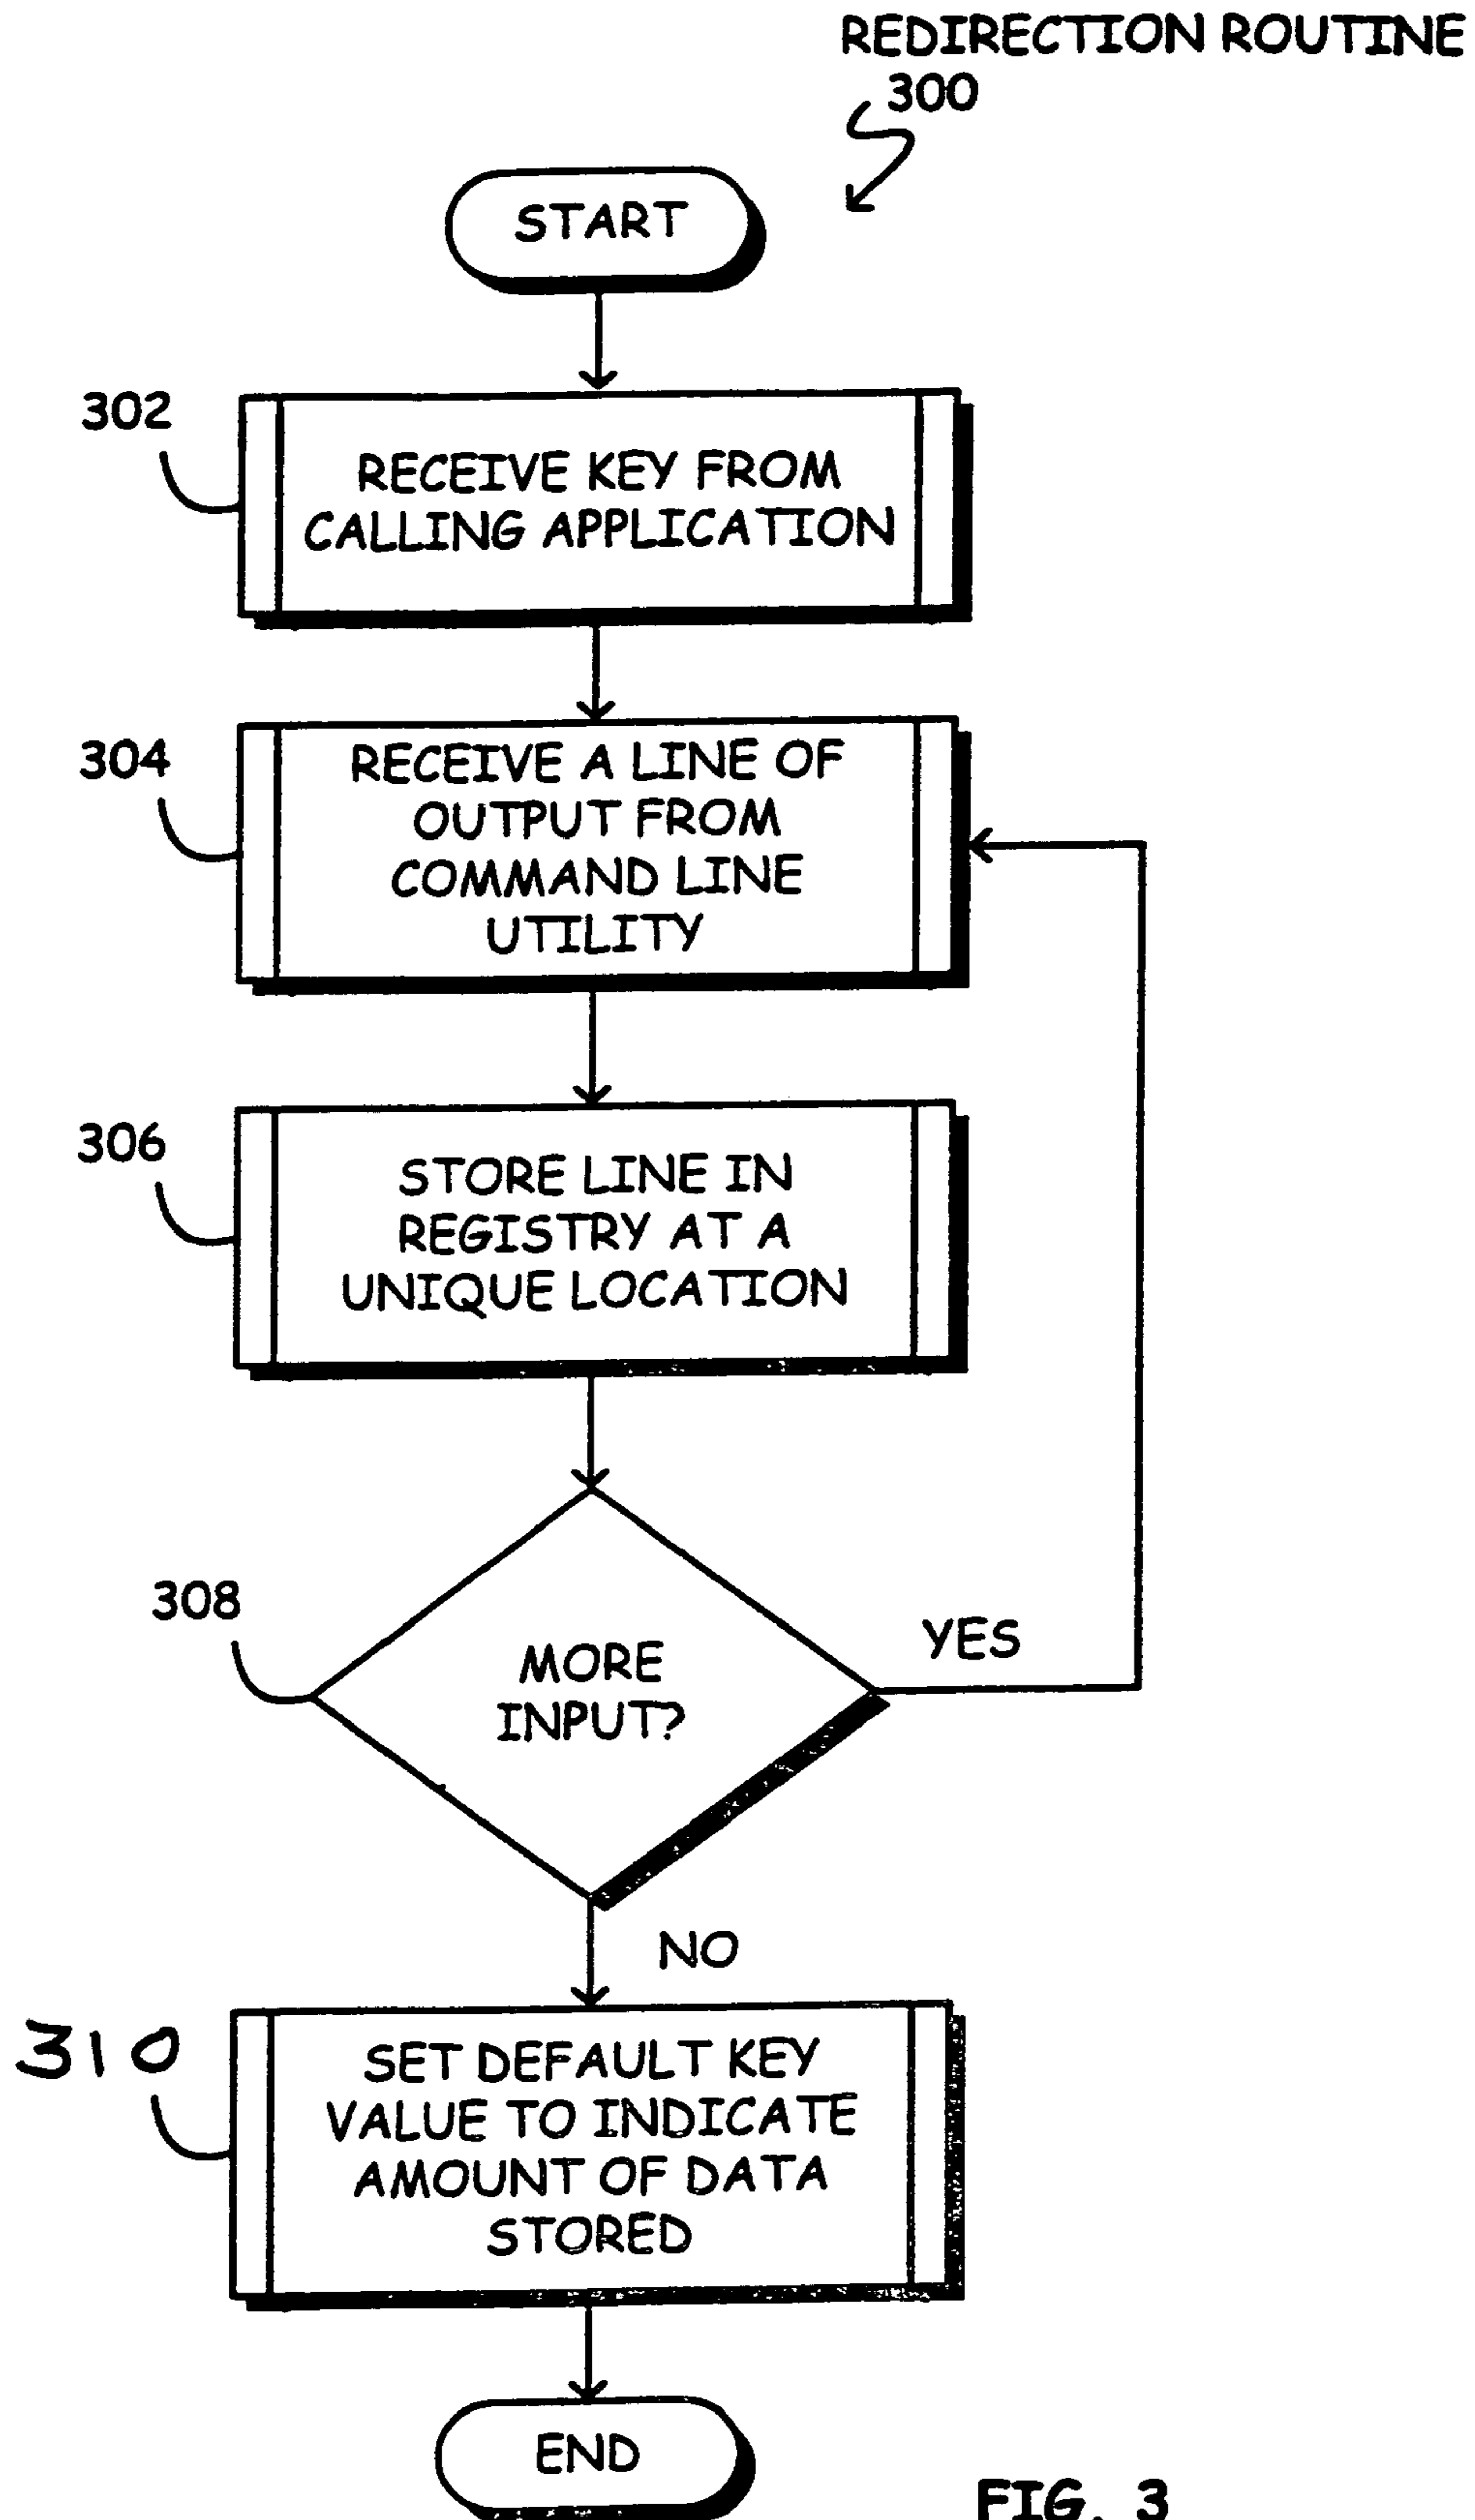 REDIRECTION ROUTINE
300
START
302
RECEIVE KEY FROM
CALLING APPLICATION
304
RECEIVE A LINE OF
OUTPUT FROM
COMMAND LINE
UTILITY
306
STORE LINE IN
REGISTRY AT A
UNIQUE LOCATION
308
MORE
INPUT?
YES
NO
310
SET DEFAULT KEY
VALUE TO INDICATE
AMOUNT OF DATA
STORED
END
FIG. 3